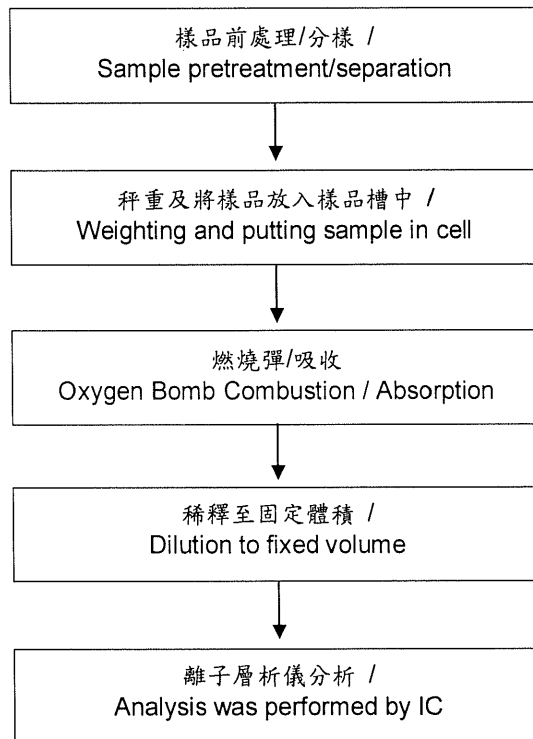 樣品前處理/分樣 /
Sample pretreatment/separation
秤重及將樣品放入樣品槽中 /
Weighting and putting sample in cell
燃燒彈/吸收
Oxygen Bomb Combustion / Absorption
稀釋至固定體積 /
Dilution to fixed volume
離子層析儀分析 /
Analysis was performed by IC